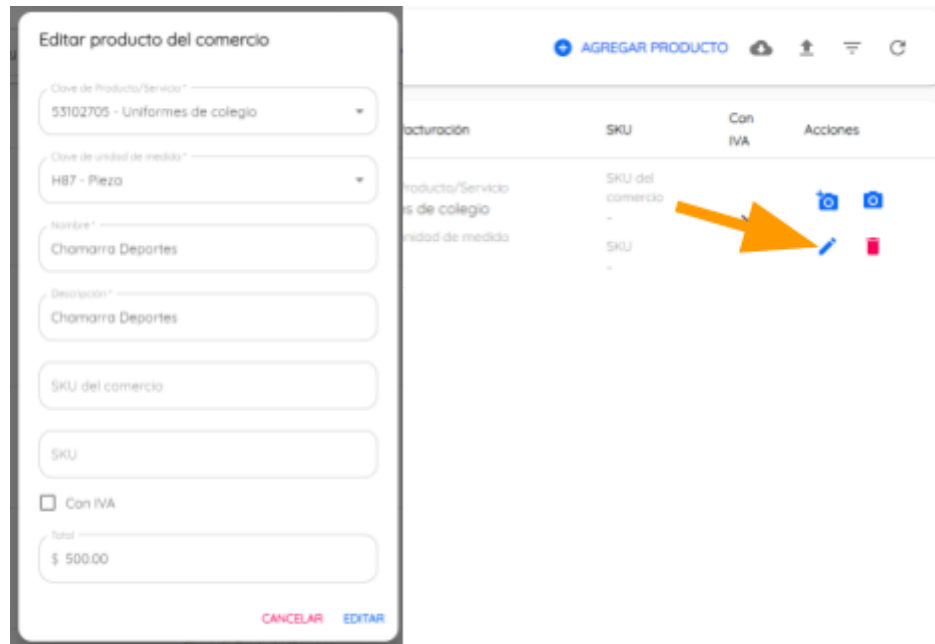 Editar producto del comercio
Clave de Producto/Servicio *
53102705 - Uniformes de colegio
Clave de unidad de medida *
H87 - Pieza
Nombre *
Chamarra Deportes
Descripción *
Chamarra Deportes
SKU del comercio
SKU
Con IVA
Total
$ 500.00
CANCELAR EDITAR
AGREGAR PRODUCTO
facturación SKU Con IVA Acciones
Producto/Servicio
s de colegio
unidad de medida
SKU del
comercio
-
SKU
-